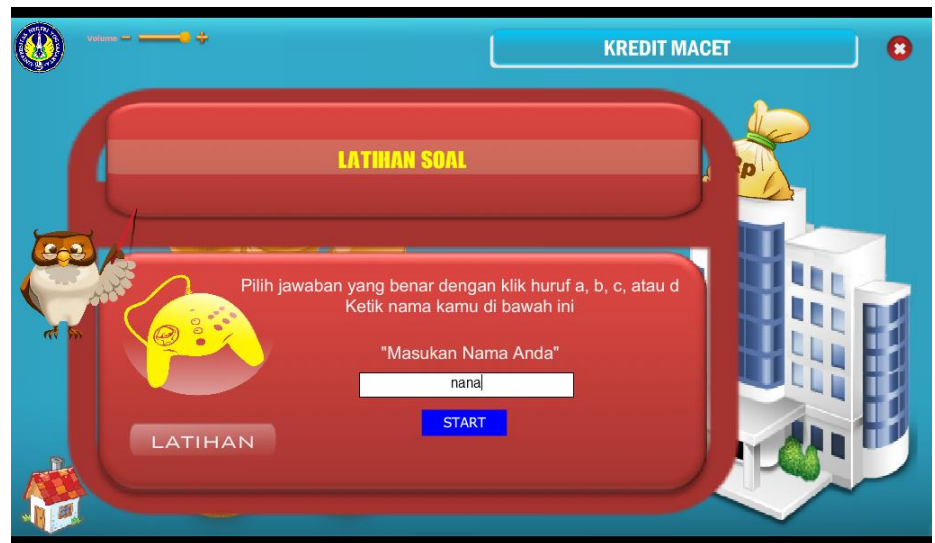 Volume
KREDIT MACET
LATIHAN SOAL
Rp
Pilih jawaban yang benar dengan klik huruf a, b, c, atau d
Ketik nama kamu di bawah ini
"Masukan Nama Anda"
nana
START
LATIHAN